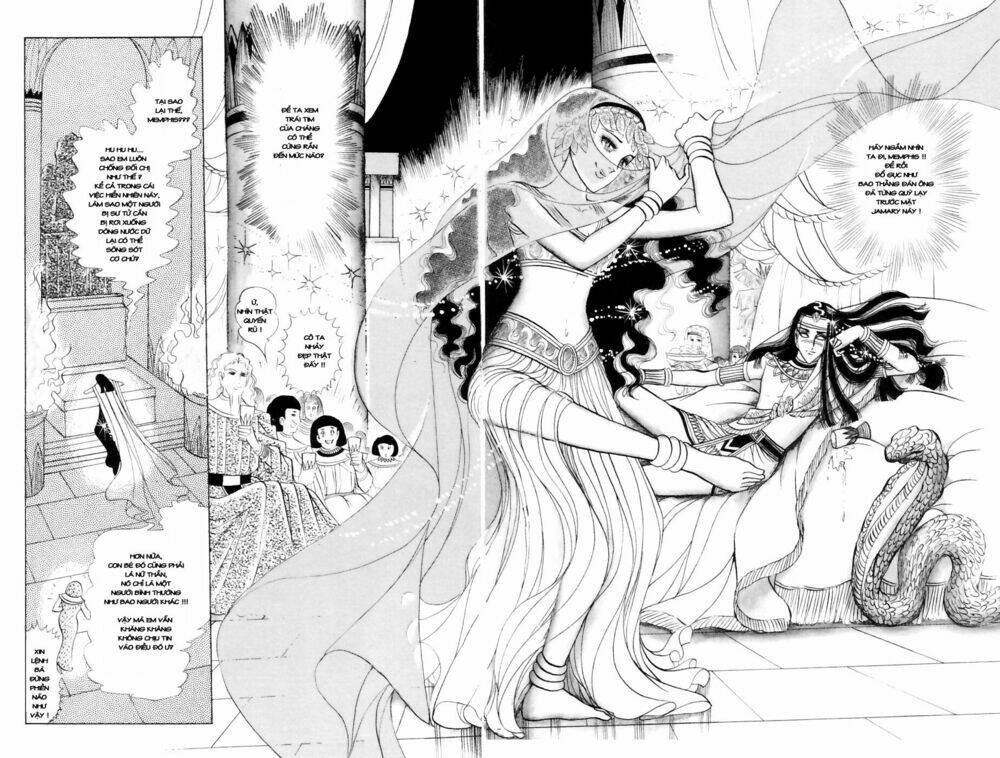 HÃY NGẮM NHÌN
TA ĐI, MEMPHIS !!
ĐỂ RỒI
ĐỔ GỤC NHƯ
BAO THẰNG ĐÀN ÔNG
ĐÃ TỪNG QUỲ LẠY
TRƯỚC MẶT
JAMARY NÀY !
ĐỂ TA XEM
TRÁI TIM
CỦA CHÀNG
CÓ THỂ
CỨNG RẮN
ĐẾN MỨC NÀO?
CÔ TA
NHẢY
ĐẸP THẬT
ĐẤY !!
Ừ,
NHÌN THẬT
QUYẾN
RŨ !
TẠI SAO
LẠI THẾ,
MEMPHIS???
HU HU HU...
SAO EM LUÔN
CHỐNG ĐỐI CHỊ
NHƯ THẾ ?
KỂ CẢ TRONG CÁI
VIỆC HIỂN NHIÊN NÀY,
LÀM SAO MỘT NGƯỜI
BỊ SƯ TỬ CẮN
BỊ RƠI XUỐNG
DÒNG NƯỚC DỮ
LẠI CÓ THỂ
SỐNG SÓT
CƠ CHỨ?
HƠN NỮA,
CON BÉ ĐÓ CŨNG PHẢI
LÀ NỮ THẦN,
NÓ CHỈ LÀ MỘT
NGƯỜI BÌNH THƯỜNG
NHƯ BAO NGƯỜI KHÁC !!!
VẬY MÀ EM VẪN
KHĂNG KHĂNG
KHÔNG CHỊU TIN
VÀO ĐIỀU ĐÓ Ư?
XIN
LỆNH
BÀ
ĐỪNG
PHIỀN
NÃO
NHƯ
VẬY !